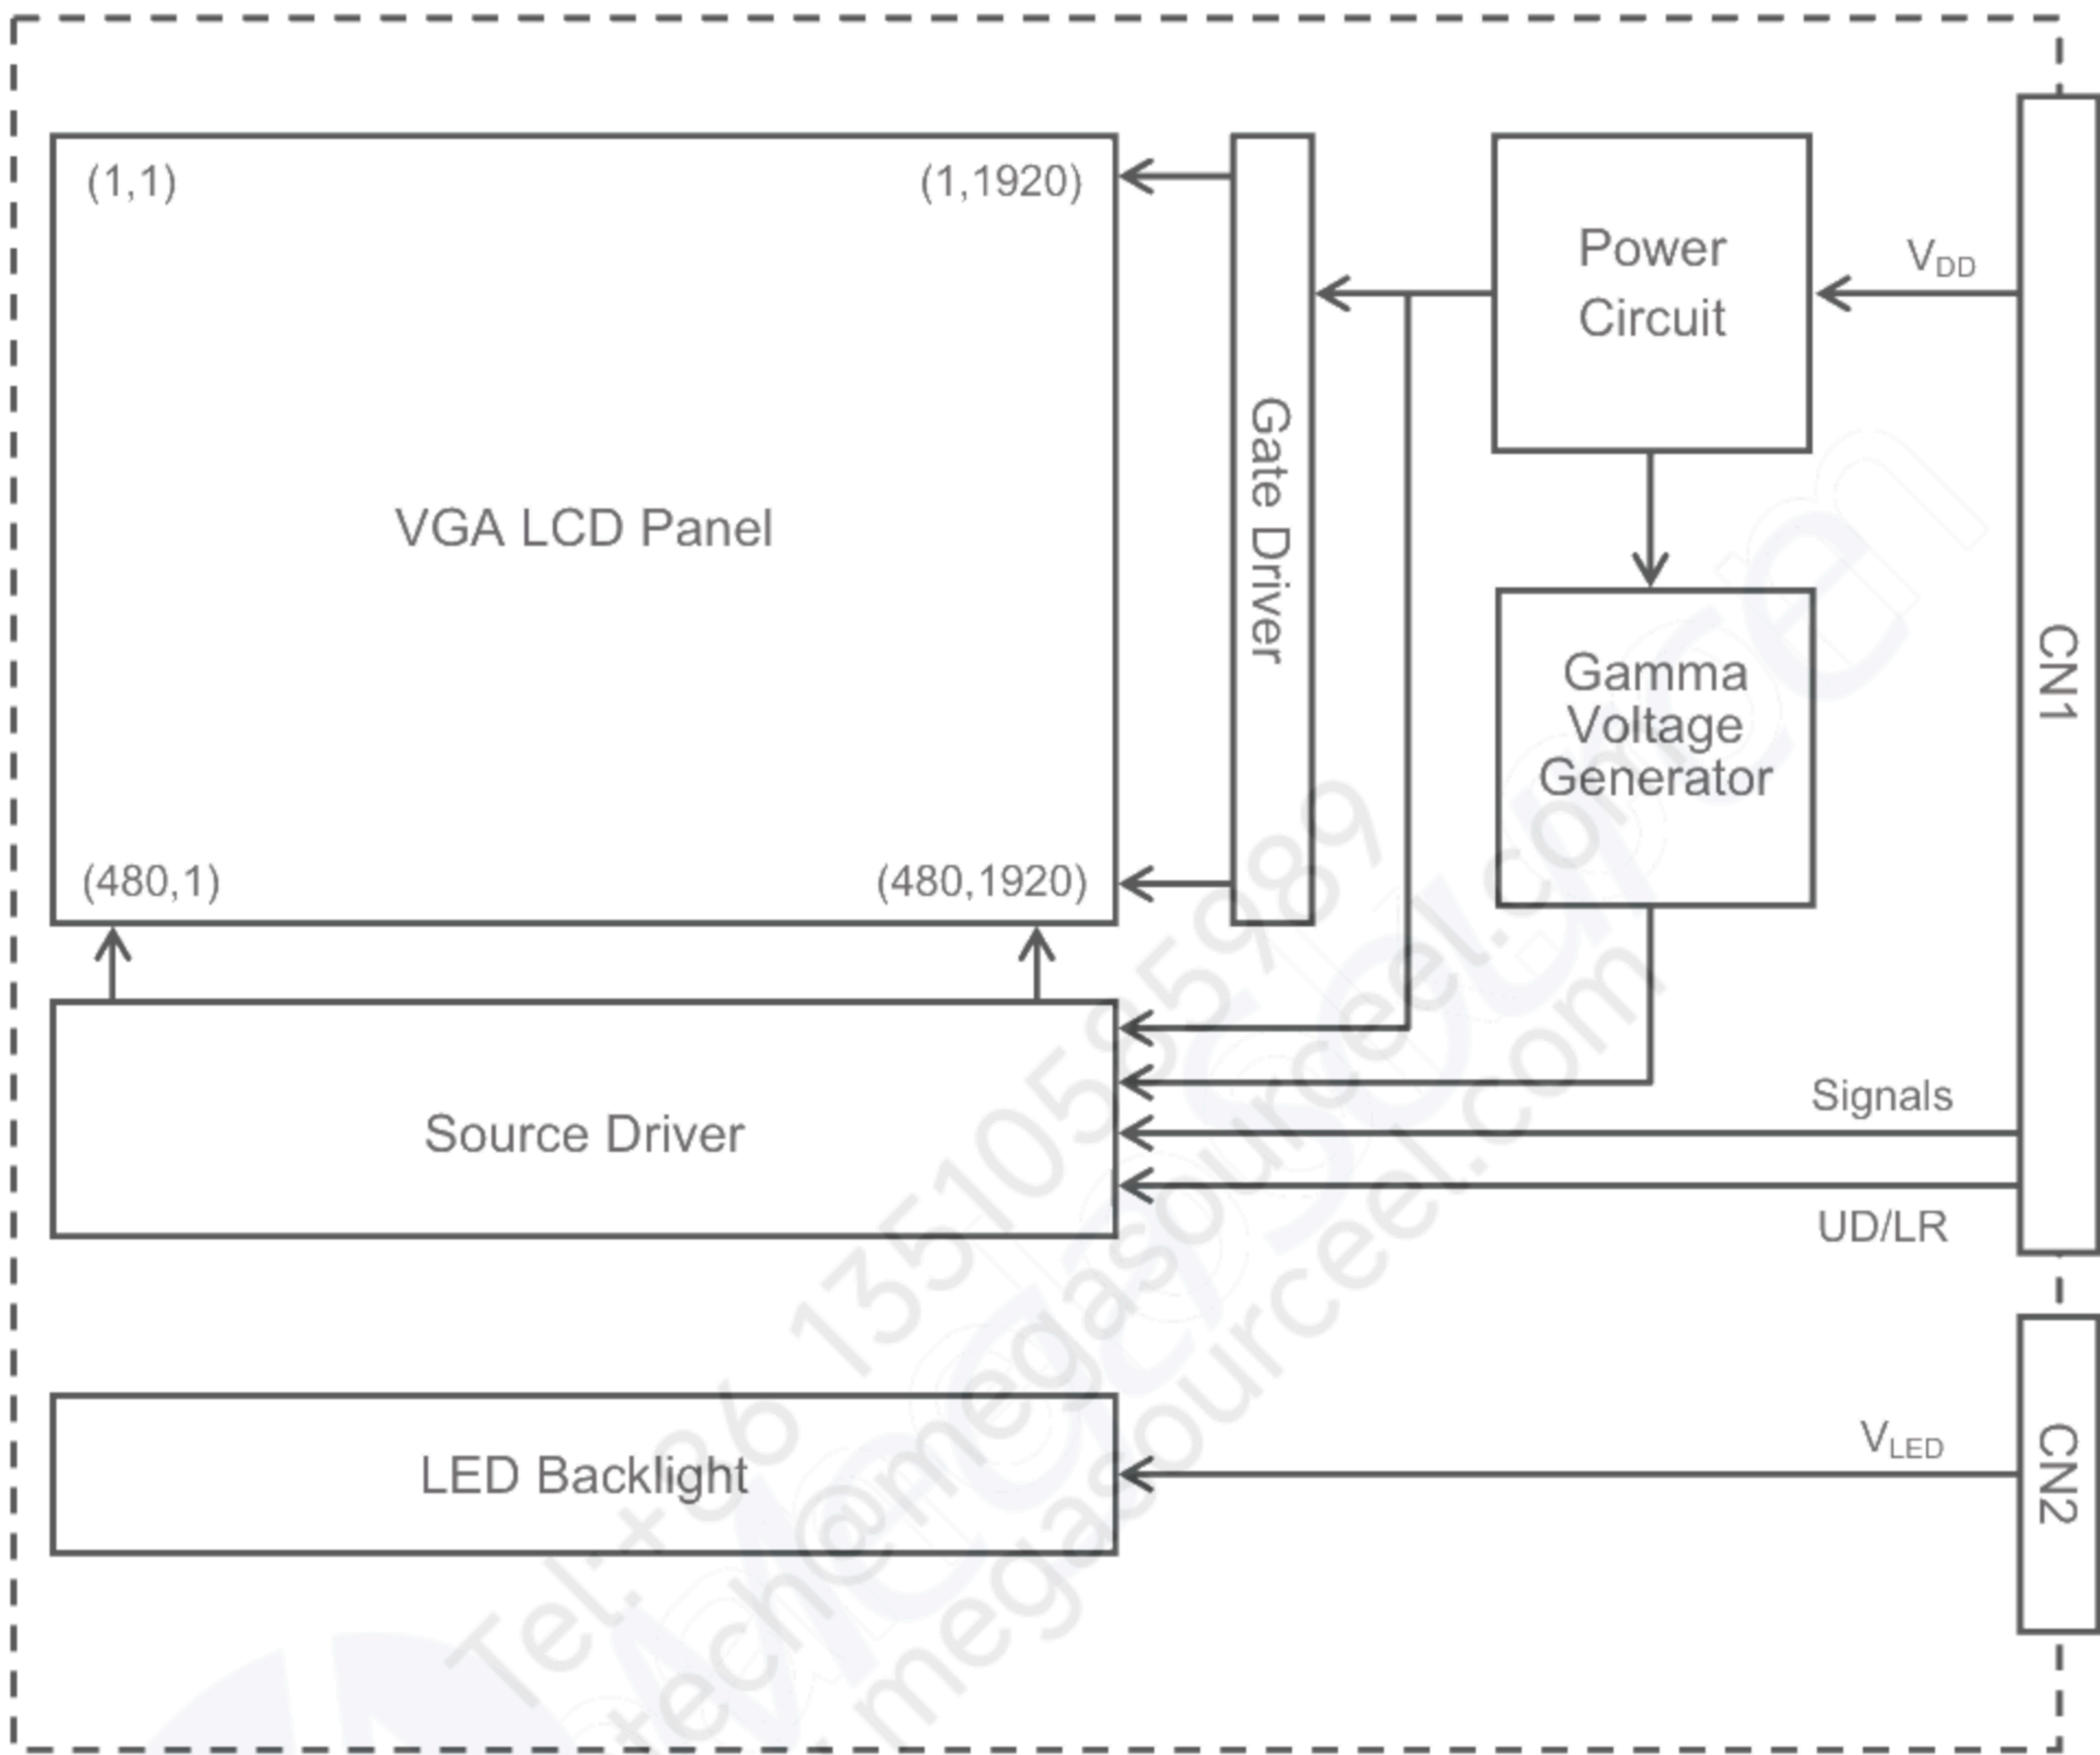 (1,1)
(1,1920)
VGA LCD Panel
(480,1)
(480,1920)
Gate Driver
Power
Circuit
VDD
Gamma
Voltage
Generator
CN1
Source Driver
Signals
UD/LR
LED Backlight
VLED
CN2
Tel:+86 13510585989
tech@megasourceel.com
megasourceel.com